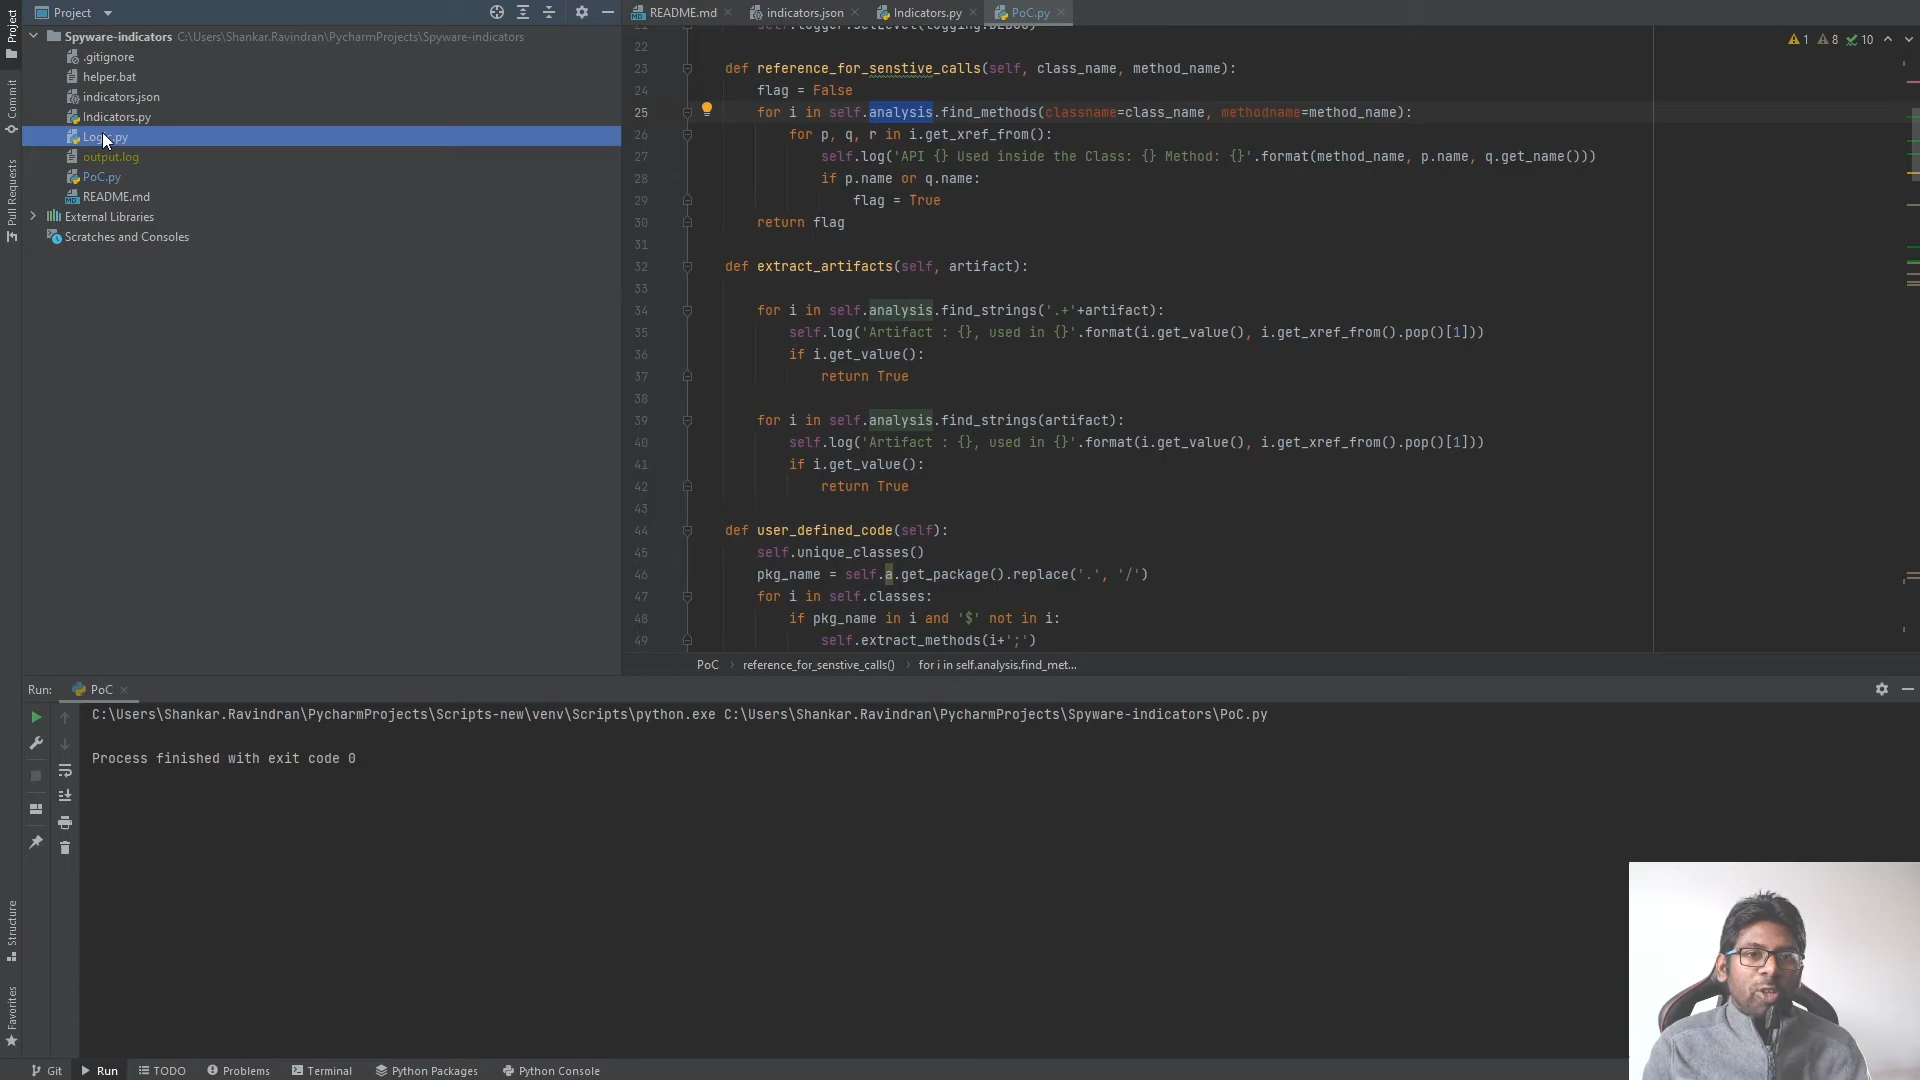 Project
README.md
indicators.json
Indicators.py
PoC.py
Spyware-indicators C:\Users\Shankar.Ravindran\PycharmProjects\Spyware-indicators
.gitignore
helper.bat
indicators.json
Indicators.py
output.log
PoC.py
README.md
External Libraries
Scratches and Consoles
Project
Commit
Pull Requests
Structure
Favorites
1 8 10
22
23 def reference_for_senstive_calls(self, class_name, method_name):
24 flag = False
25 for i in self.analysis.find_methods(classname=class_name, methodname=method_name):
26 for p, q, r in i.get_xref_from():
27 self.log('API {} Used inside the Class: {} Method: {}'.format(method_name, p.name, q.get_name()))
28 if p.name or q.name:
29 flag = True
30 return flag
31
32 def extract_artifacts(self, artifact):
33
34 for i in self.analysis.find_strings('.+'+artifact):
35 self.log('Artifact : {}, used in {}'.format(i.get_value(), i.get_xref_from().pop()[1]))
36 if i.get_value():
37 return True
38
39 for i in self.analysis.find_strings(artifact):
40 self.log('Artifact : {}, used in {}'.format(i.get_value(), i.get_xref_from().pop()[1]))
41 if i.get_value():
42 return True
43
44 def user_defined_code(self):
45 self.unique_classes()
46 pkg_name = self.a.get_package().replace('.', '/')
47 for i in self.classes:
48 if pkg_name in i and '$' not in i:
49 self.extract_methods(i+';')
PoC › reference_for_senstive_calls() › for i in self.analysis.find_met...
Run: PoC
C:\Users\Shankar.Ravindran\PycharmProjects\Scripts-new\venv\Scripts\python.exe C:\Users\Shankar.Ravindran\PycharmProjects\Spyware-indicators\PoC.py
Process finished with exit code 0
Git Run TODO Problems Terminal Python Packages Python Console